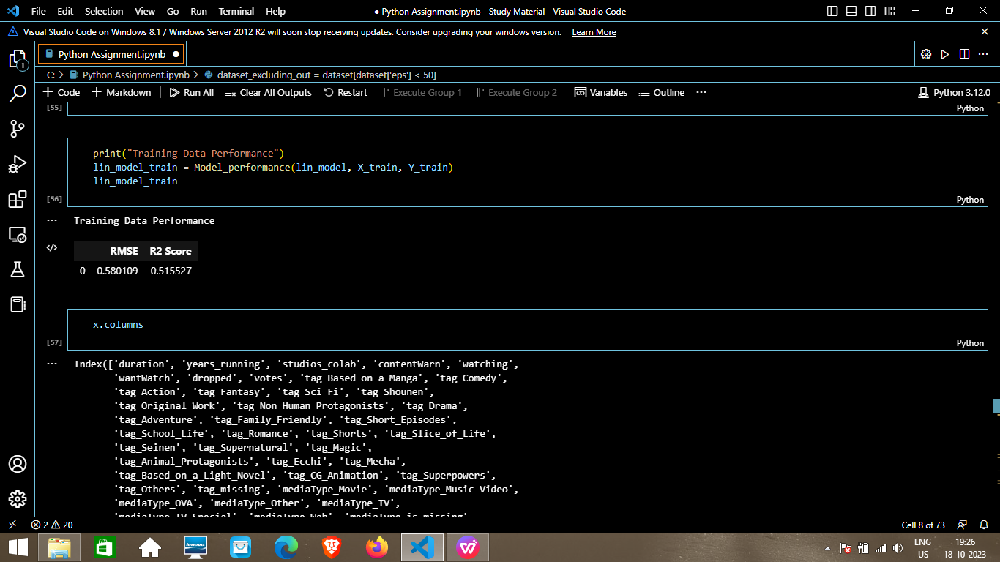 File Edit Selection View Go Run Terminal Help ● Python Assignment.ipynb - Study Material - Visual Studio Code
Visual Studio Code on Windows 8.1 / Windows Server 2012 R2 will soon stop receiving updates. Consider upgrading your windows version. Learn More
1
Python Assignment.ipynb
C: > Python Assignment.ipynb > dataset_excluding_out = dataset[dataset['eps'] < 50]
+ Code + Markdown Run All Clear All Outputs Restart Execute Group 1 Execute Group 2 Variables Outline ··· Python 3.12.0
[55] Python
print("Training Data Performance")
lin_model_train = Model_performance(lin_model, X_train, Y_train)
lin_model_train
[56] Python
··· Training Data Performance
RMSE R2 Score
0 0.580109 0.515527
x.columns
[57] Python
··· Index(['duration', 'years_running', 'studios_colab', 'contentWarn', 'watching',
'wantWatch', 'dropped', 'votes', 'tag_Based_on_a_Manga', 'tag_Comedy',
'tag_Action', 'tag_Fantasy', 'tag_Sci_Fi', 'tag_Shounen',
'tag_Original_Work', 'tag_Non_Human_Protagonists', 'tag_Drama',
'tag_Adventure', 'tag_Family_Friendly', 'tag_Short_Episodes',
'tag_School_Life', 'tag_Romance', 'tag_Shorts', 'tag_Slice_of_Life',
'tag_Seinen', 'tag_Supernatural', 'tag_Magic',
'tag_Animal_Protagonists', 'tag_Ecchi', 'tag_Mecha',
'tag_Based_on_a_Light_Novel', 'tag_CG_Animation', 'tag_Superpowers',
'tag_Others', 'tag_missing', 'mediaType_Movie', 'mediaType_Music Video',
'mediaType_OVA', 'mediaType_Other', 'mediaType_TV',
'mediaType_TV Special', 'mediaType_Web', 'mediaType_is_missing',
2 20 Cell 8 of 73
lenovo
ENG 19:26
US 18-10-2023